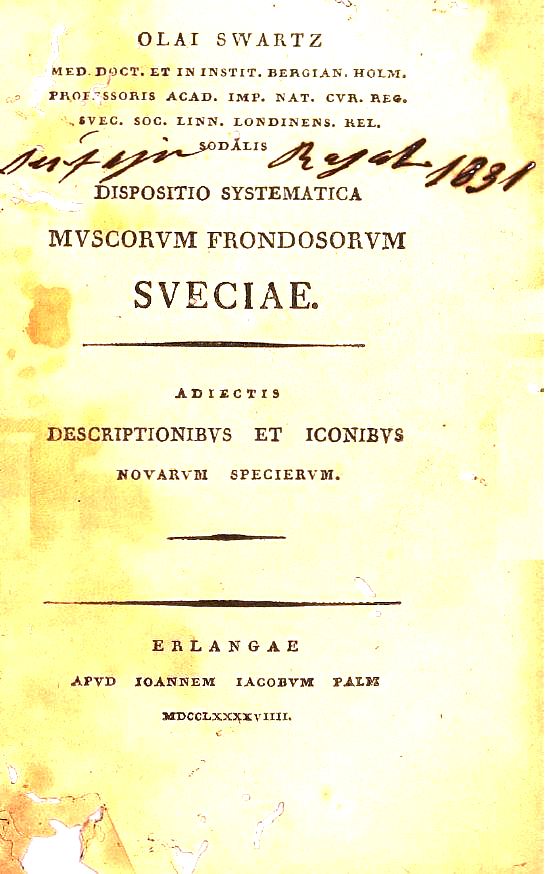 OLAI SWARTZ
MED. DOCT. ET IN INSTIT. BERGIAN. HOLM.
PROFESSORIS ACAD. IMP. NAT. CVR. REG.
SVEC. SOC. LINN. LONDINENS. REL.
SODALIS
1831
DISPOSITIO SYSTEMATICA
MVSCORVM FRONDOSORVM
SVECIAE.
ADIECTIS
DESCRIPTIONIBVS ET ICONIBVS
NOVARVM SPECIERVM.
ERLANGAE
APVD IOANNEM IACOBVM PALM
MDCCLXXXXVIIII.